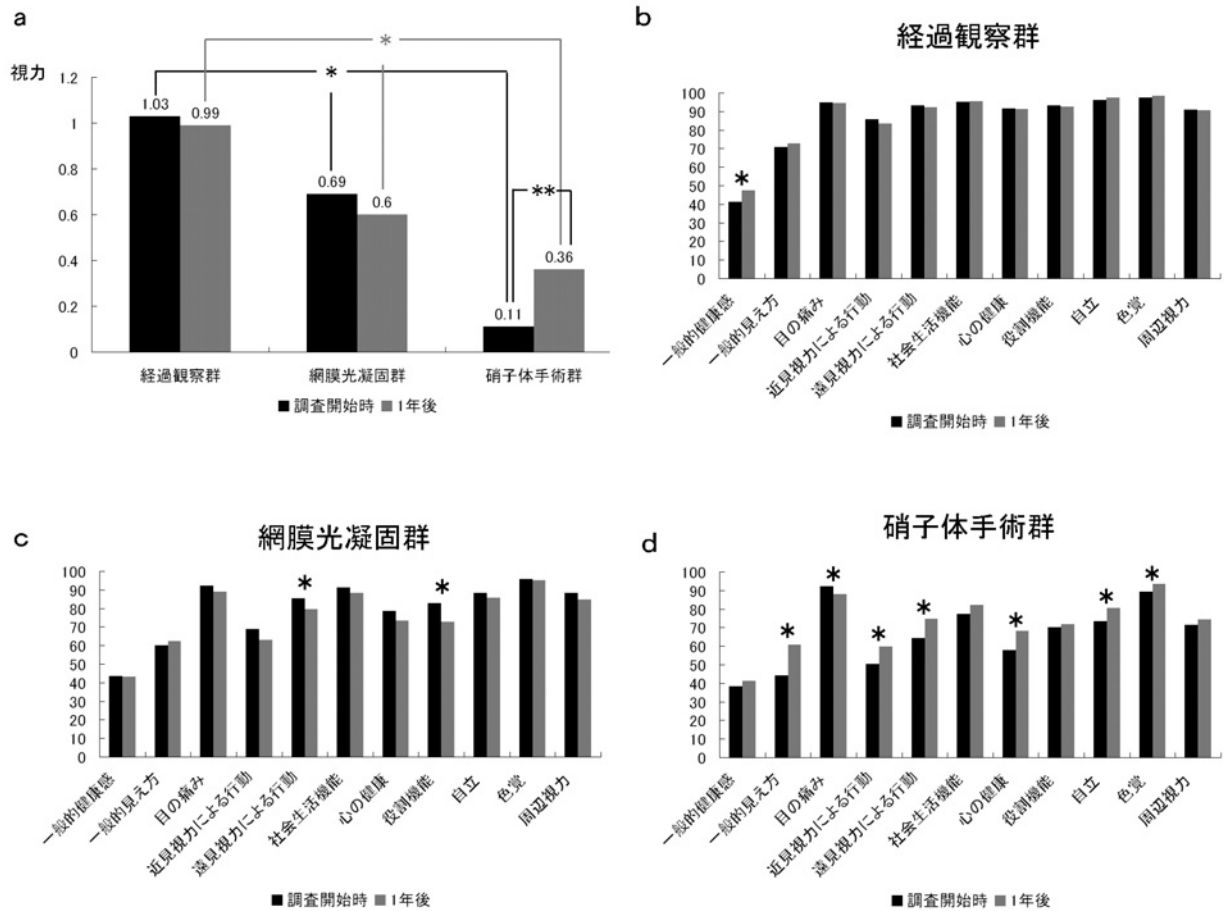 a
視力
1.2
1
0.8
0.6
0.4
0.2
0
1.03
0.99
0.69
0.6
0.11
0.36
*
*
**
経過観察群
網膜光凝固群
硝子体手術群
■調査開始時 ■1年後
b
経過観察群
100
90
80
70
60
50
40
30
20
10
0
*
一般的健康感
一般的見え方
目の痛み
近見視力による行動
遠見視力による行動
社会生活機能
心の健康
役割機能
自立
色覚
周辺視力
■調査開始時 ■1年後
c
網膜光凝固群
100
90
80
70
60
50
40
30
20
10
0
*
*
一般的健康感
一般的見え方
目の痛み
近見視力による行動
遠見視力による行動
社会生活機能
心の健康
役割機能
自立
色覚
周辺視力
■調査開始時 ■1年後
d
硝子体手術群
100
90
80
70
60
50
40
30
20
10
0
*
*
*
*
*
*
*
一般的健康感
一般的見え方
目の痛み
近見視力による行動
遠見視力による行動
社会生活機能
心の健康
役割機能
自立
色覚
周辺視力
■調査開始時 ■1年後